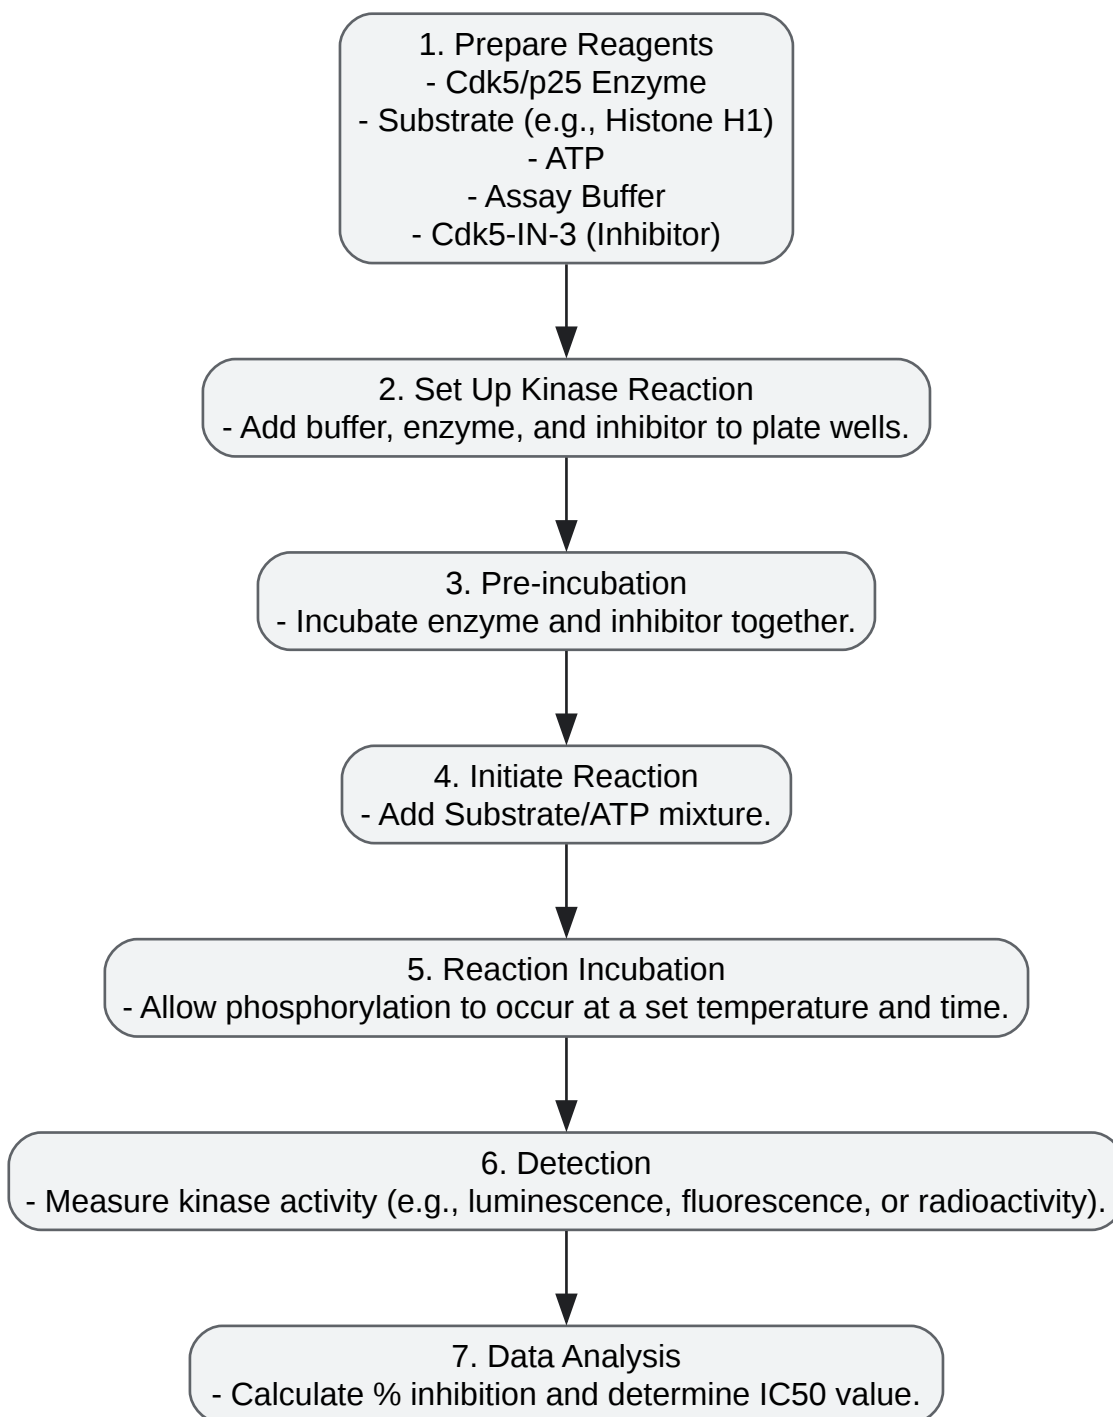 1. Prepare Reagents
- Cdk5/p25 Enzyme
- Substrate (e.g., Histone H1)
- ATP
- Assay Buffer
- Cdk5-IN-3 (Inhibitor)
2. Set Up Kinase Reaction
- Add buffer, enzyme, and inhibitor to plate wells.
3. Pre-incubation
- Incubate enzyme and inhibitor together.
4. Initiate Reaction
- Add Substrate/ATP mixture.
5. Reaction Incubation
- Allow phosphorylation to occur at a set temperature and time.
6. Detection
- Measure kinase activity (e.g., luminescence, fluorescence, or radioactivity).
7. Data Analysis
- Calculate % inhibition and determine IC50 value.